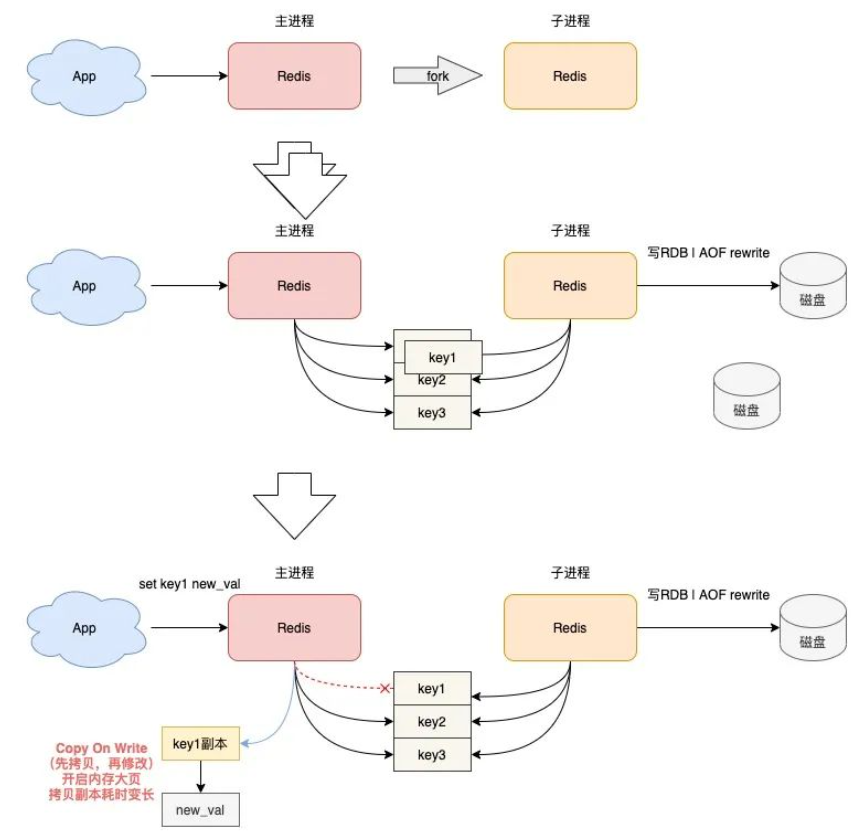 主进程
子进程
App
Redis
fork
Redis
主进程
子进程
App
Redis
Redis
写RDB | AOF rewrite
磁盘
key1
key2
key3
磁盘
主进程
子进程
set key1 new_val
App
Redis
Redis
写RDB | AOF rewrite
磁盘
key1
key2
key3
key1副本
new_val
Copy On Write
（先拷贝，再修改）
开启内存大页
拷贝副本耗时变长